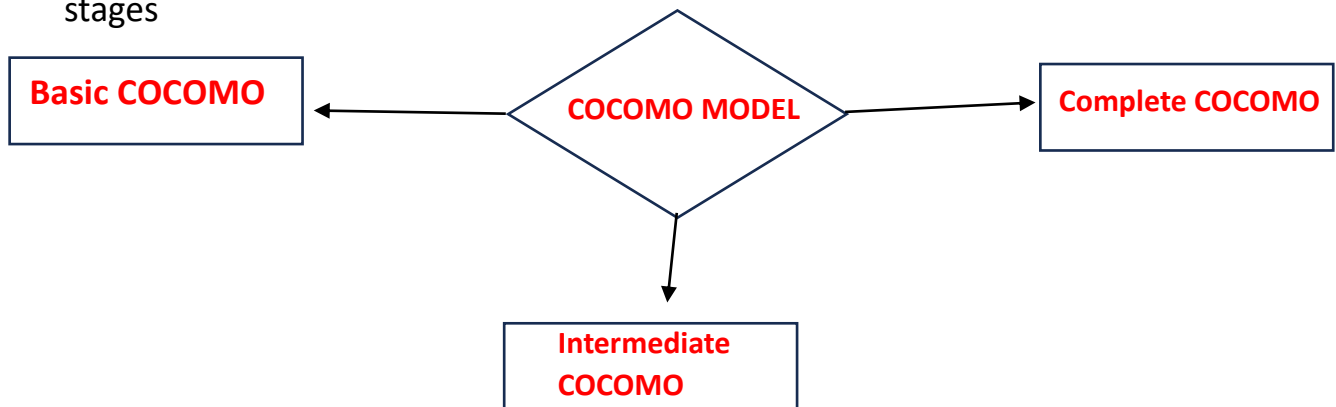 stages
Basic COCOMO
COCOMO MODEL
Complete COCOMO
Intermediate
COCOMO